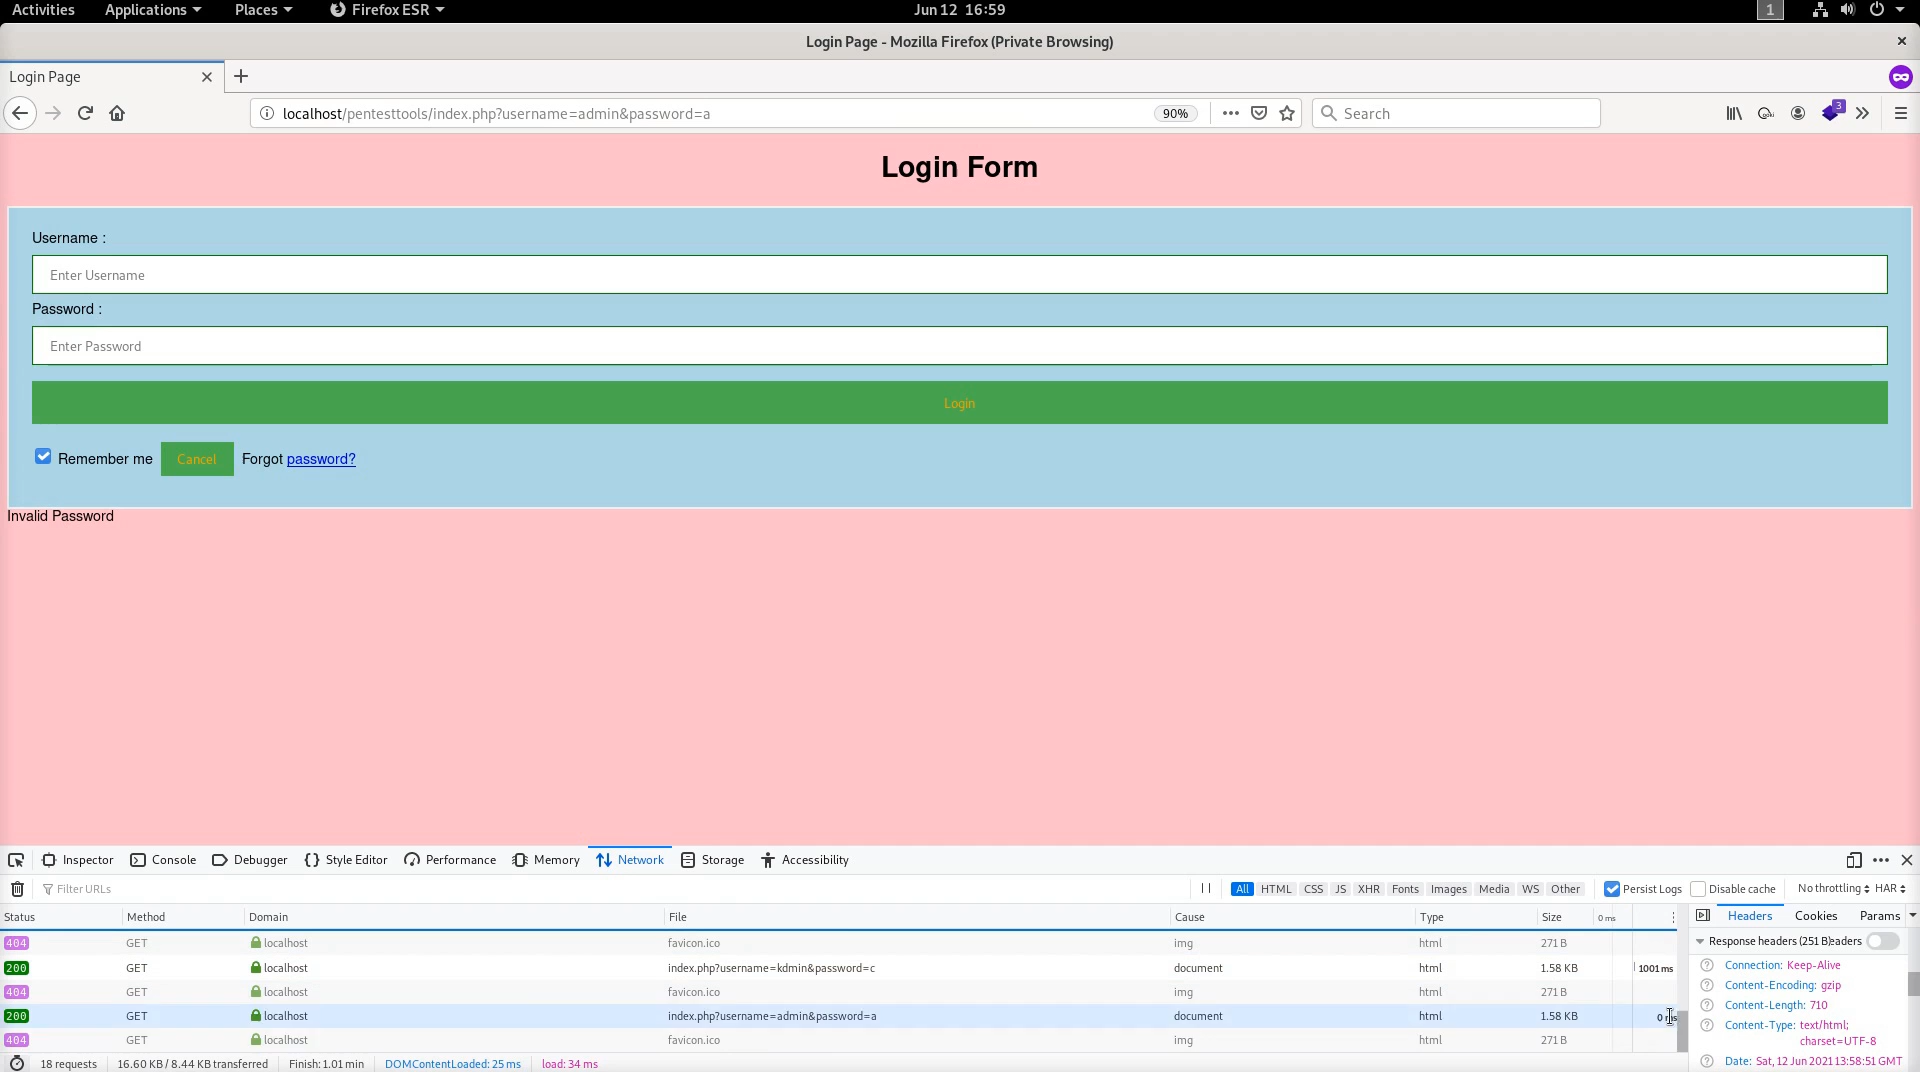 Activities Applications Places Firefox ESR Jun 12 16:59 1
Login Page - Mozilla Firefox (Private Browsing) ×
Login Page
localhost/pentesttools/index.php?username=admin&password=a 90% Search 3
Login Form
Username :
Enter Username
Password :
Enter Password
Login
Remember me Cancel Forgot password?
Invalid Password
Inspector Console Debugger Style Editor Performance Memory Network Storage Accessibility
Filter URLs All HTML CSS JS XHR Fonts Images Media WS Other Persist Logs Disable cache No throttling HAR
Status Method Domain File Cause Type Size 0 ms Headers Cookies Params
404 GET localhost favicon.ico img html 271 B Response headers (251 B)
200 GET localhost index.php?username=kdmin&password=c document html 1.58 KB 1001 ms Connection: Keep-Alive
404 GET localhost favicon.ico img html 271 B Content-Encoding: gzip
Content-Length: 710
200 GET localhost index.php?username=admin&password=a document html 1.58 KB 0 ms Content-Type: text/html;
404 GET localhost favicon.ico img html 271 B charset=UTF-8
18 requests 16.60 KB / 8.44 KB transferred Finish: 1.01 min DOMContentLoaded: 25 ms load: 34 ms Date: Sat, 12 Jun 2021 13:58:51 GMT